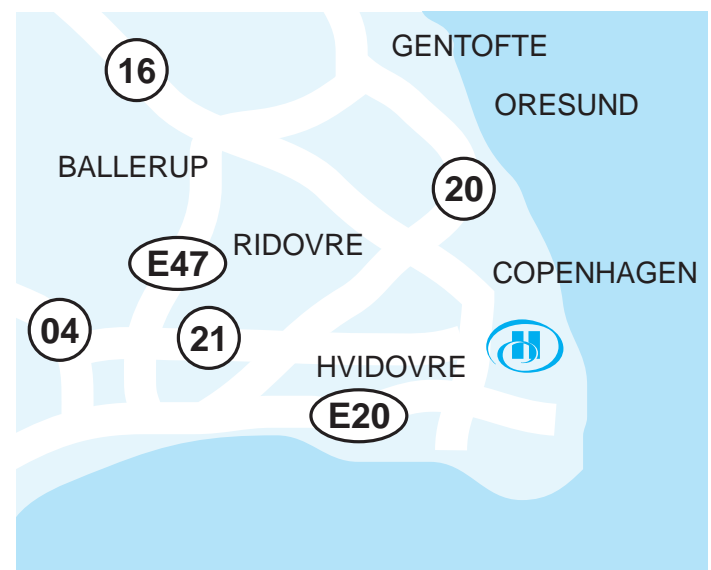 GENTOFTE
16
ORESUND
BALLERUP
20
RIDOVRE
E47
COPENHAGEN
04
21
H
HVIDOVRE
E20